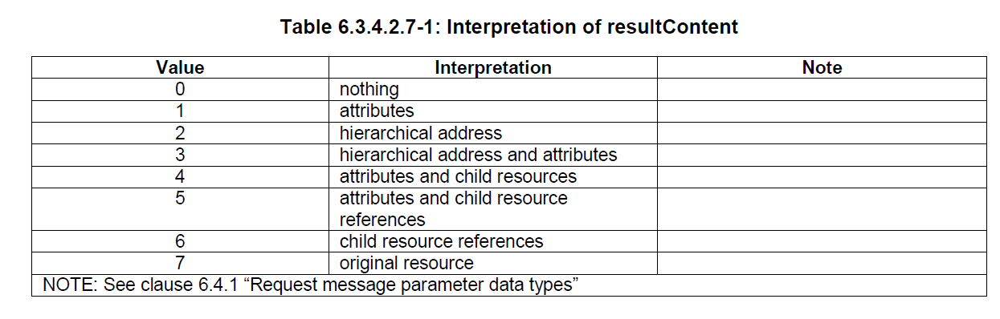 Table 6.3.4.2.7-1: Interpretation of resultContent
Value Interpretation Note
0 nothing
1 attributes
2 hierarchical address
3 hierarchical address and attributes
4 attributes and child resources
5 attributes and child resource
references
6 child resource references
7 original resource
NOTE: See clause 6.4.1 “Request message parameter data types”